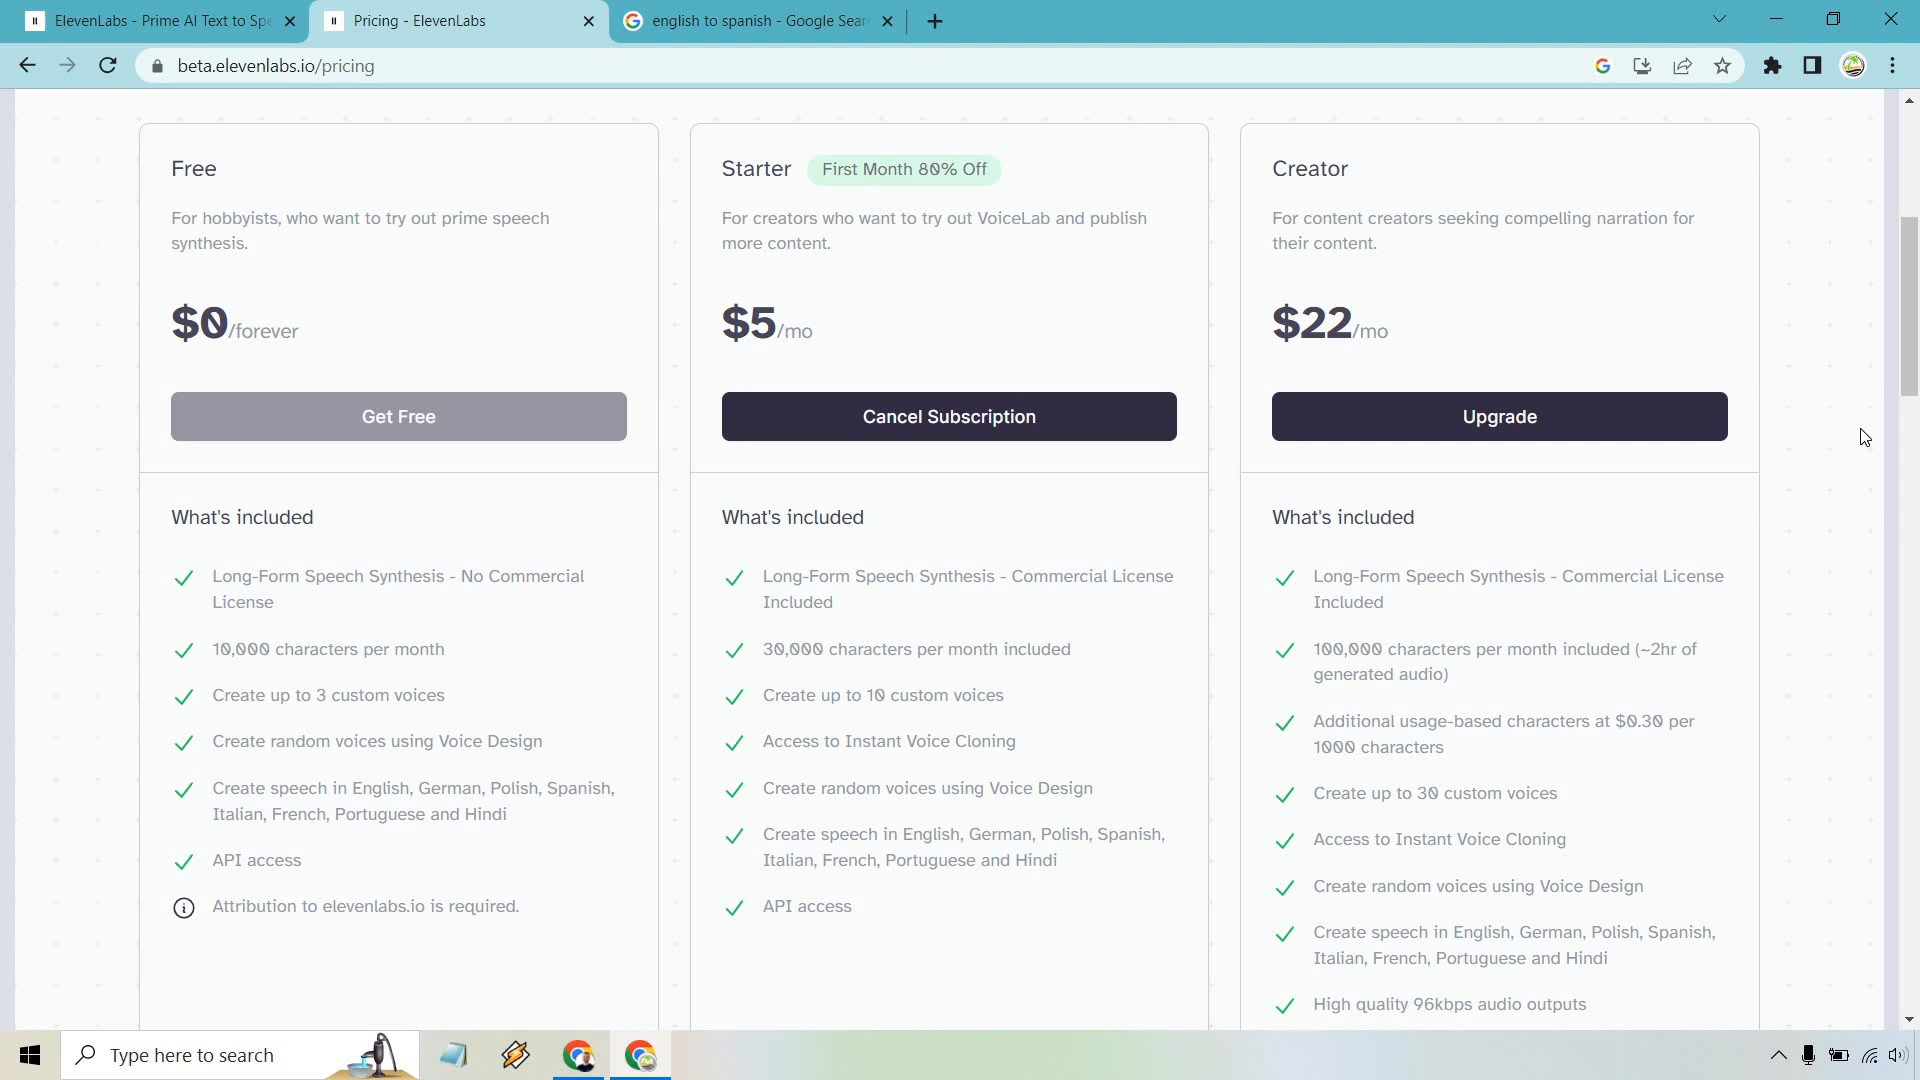 ElevenLabs - Prime AI Text to Spe
Pricing - ElevenLabs
english to spanish - Google Sear
beta.elevenlabs.io/pricing
Free
For hobbyists, who want to try out prime speech
synthesis.
$0/forever
Get Free
What's included
Long-Form Speech Synthesis - No Commercial
License
10,000 characters per month
Create up to 3 custom voices
Create random voices using Voice Design
Create speech in English, German, Polish, Spanish,
Italian, French, Portuguese and Hindi
API access
Attribution to elevenlabs.io is required.
Starter First Month 80% Off
For creators who want to try out VoiceLab and publish
more content.
$5/mo
Cancel Subscription
What's included
Long-Form Speech Synthesis - Commercial License
Included
30,000 characters per month included
Create up to 10 custom voices
Access to Instant Voice Cloning
Create random voices using Voice Design
Create speech in English, German, Polish, Spanish,
Italian, French, Portuguese and Hindi
API access
Creator
For content creators seeking compelling narration for
their content.
$22/mo
Upgrade
What's included
Long-Form Speech Synthesis - Commercial License
Included
100,000 characters per month included (~2hr of
generated audio)
Additional usage-based characters at $0.30 per
1000 characters
Create up to 30 custom voices
Access to Instant Voice Cloning
Create random voices using Voice Design
Create speech in English, German, Polish, Spanish,
Italian, French, Portuguese and Hindi
High quality 96kbps audio outputs
Type here to search